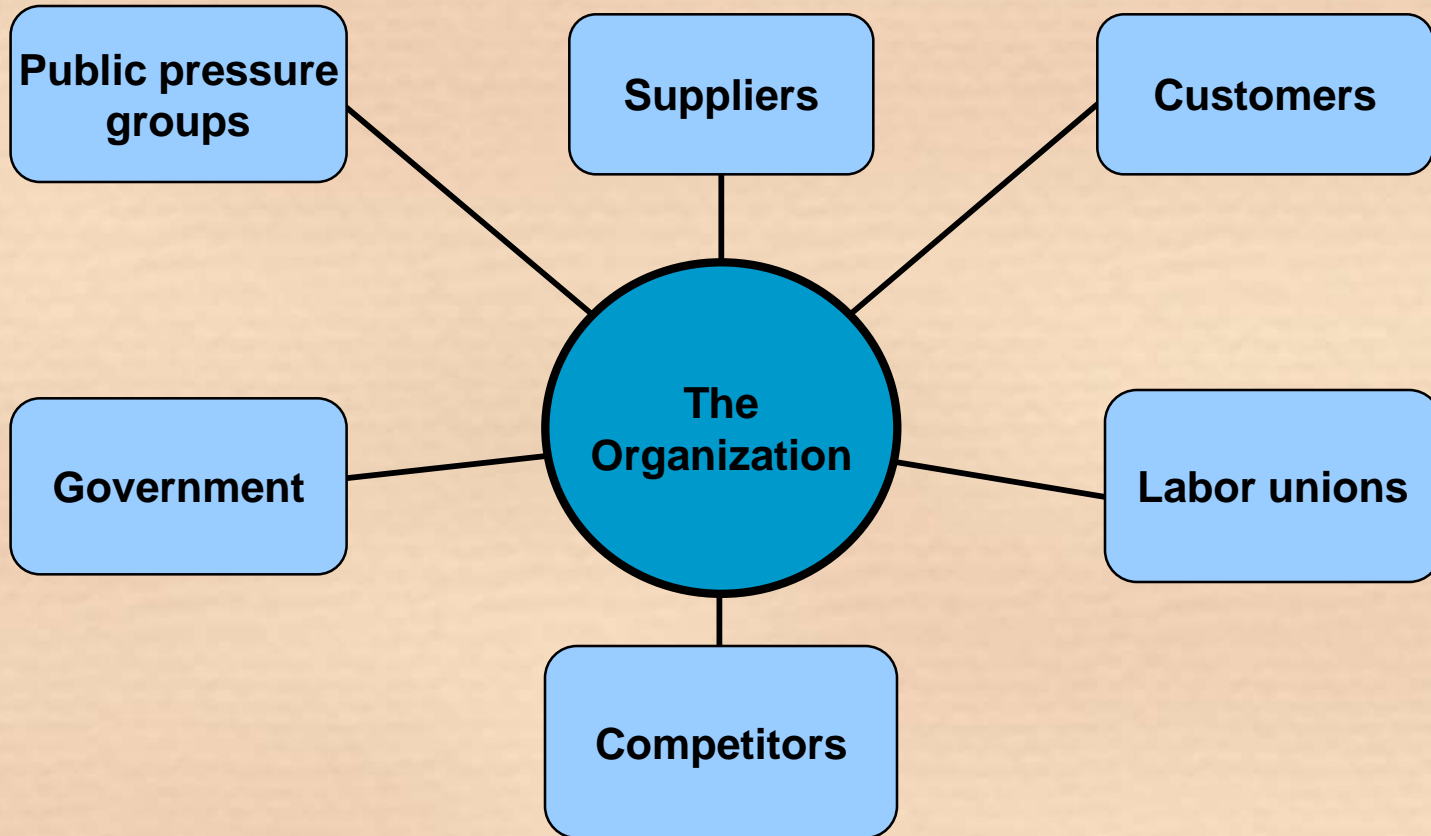 Public pressure
groups
Suppliers
Customers
The
Organization
Government
Labor unions
Competitors